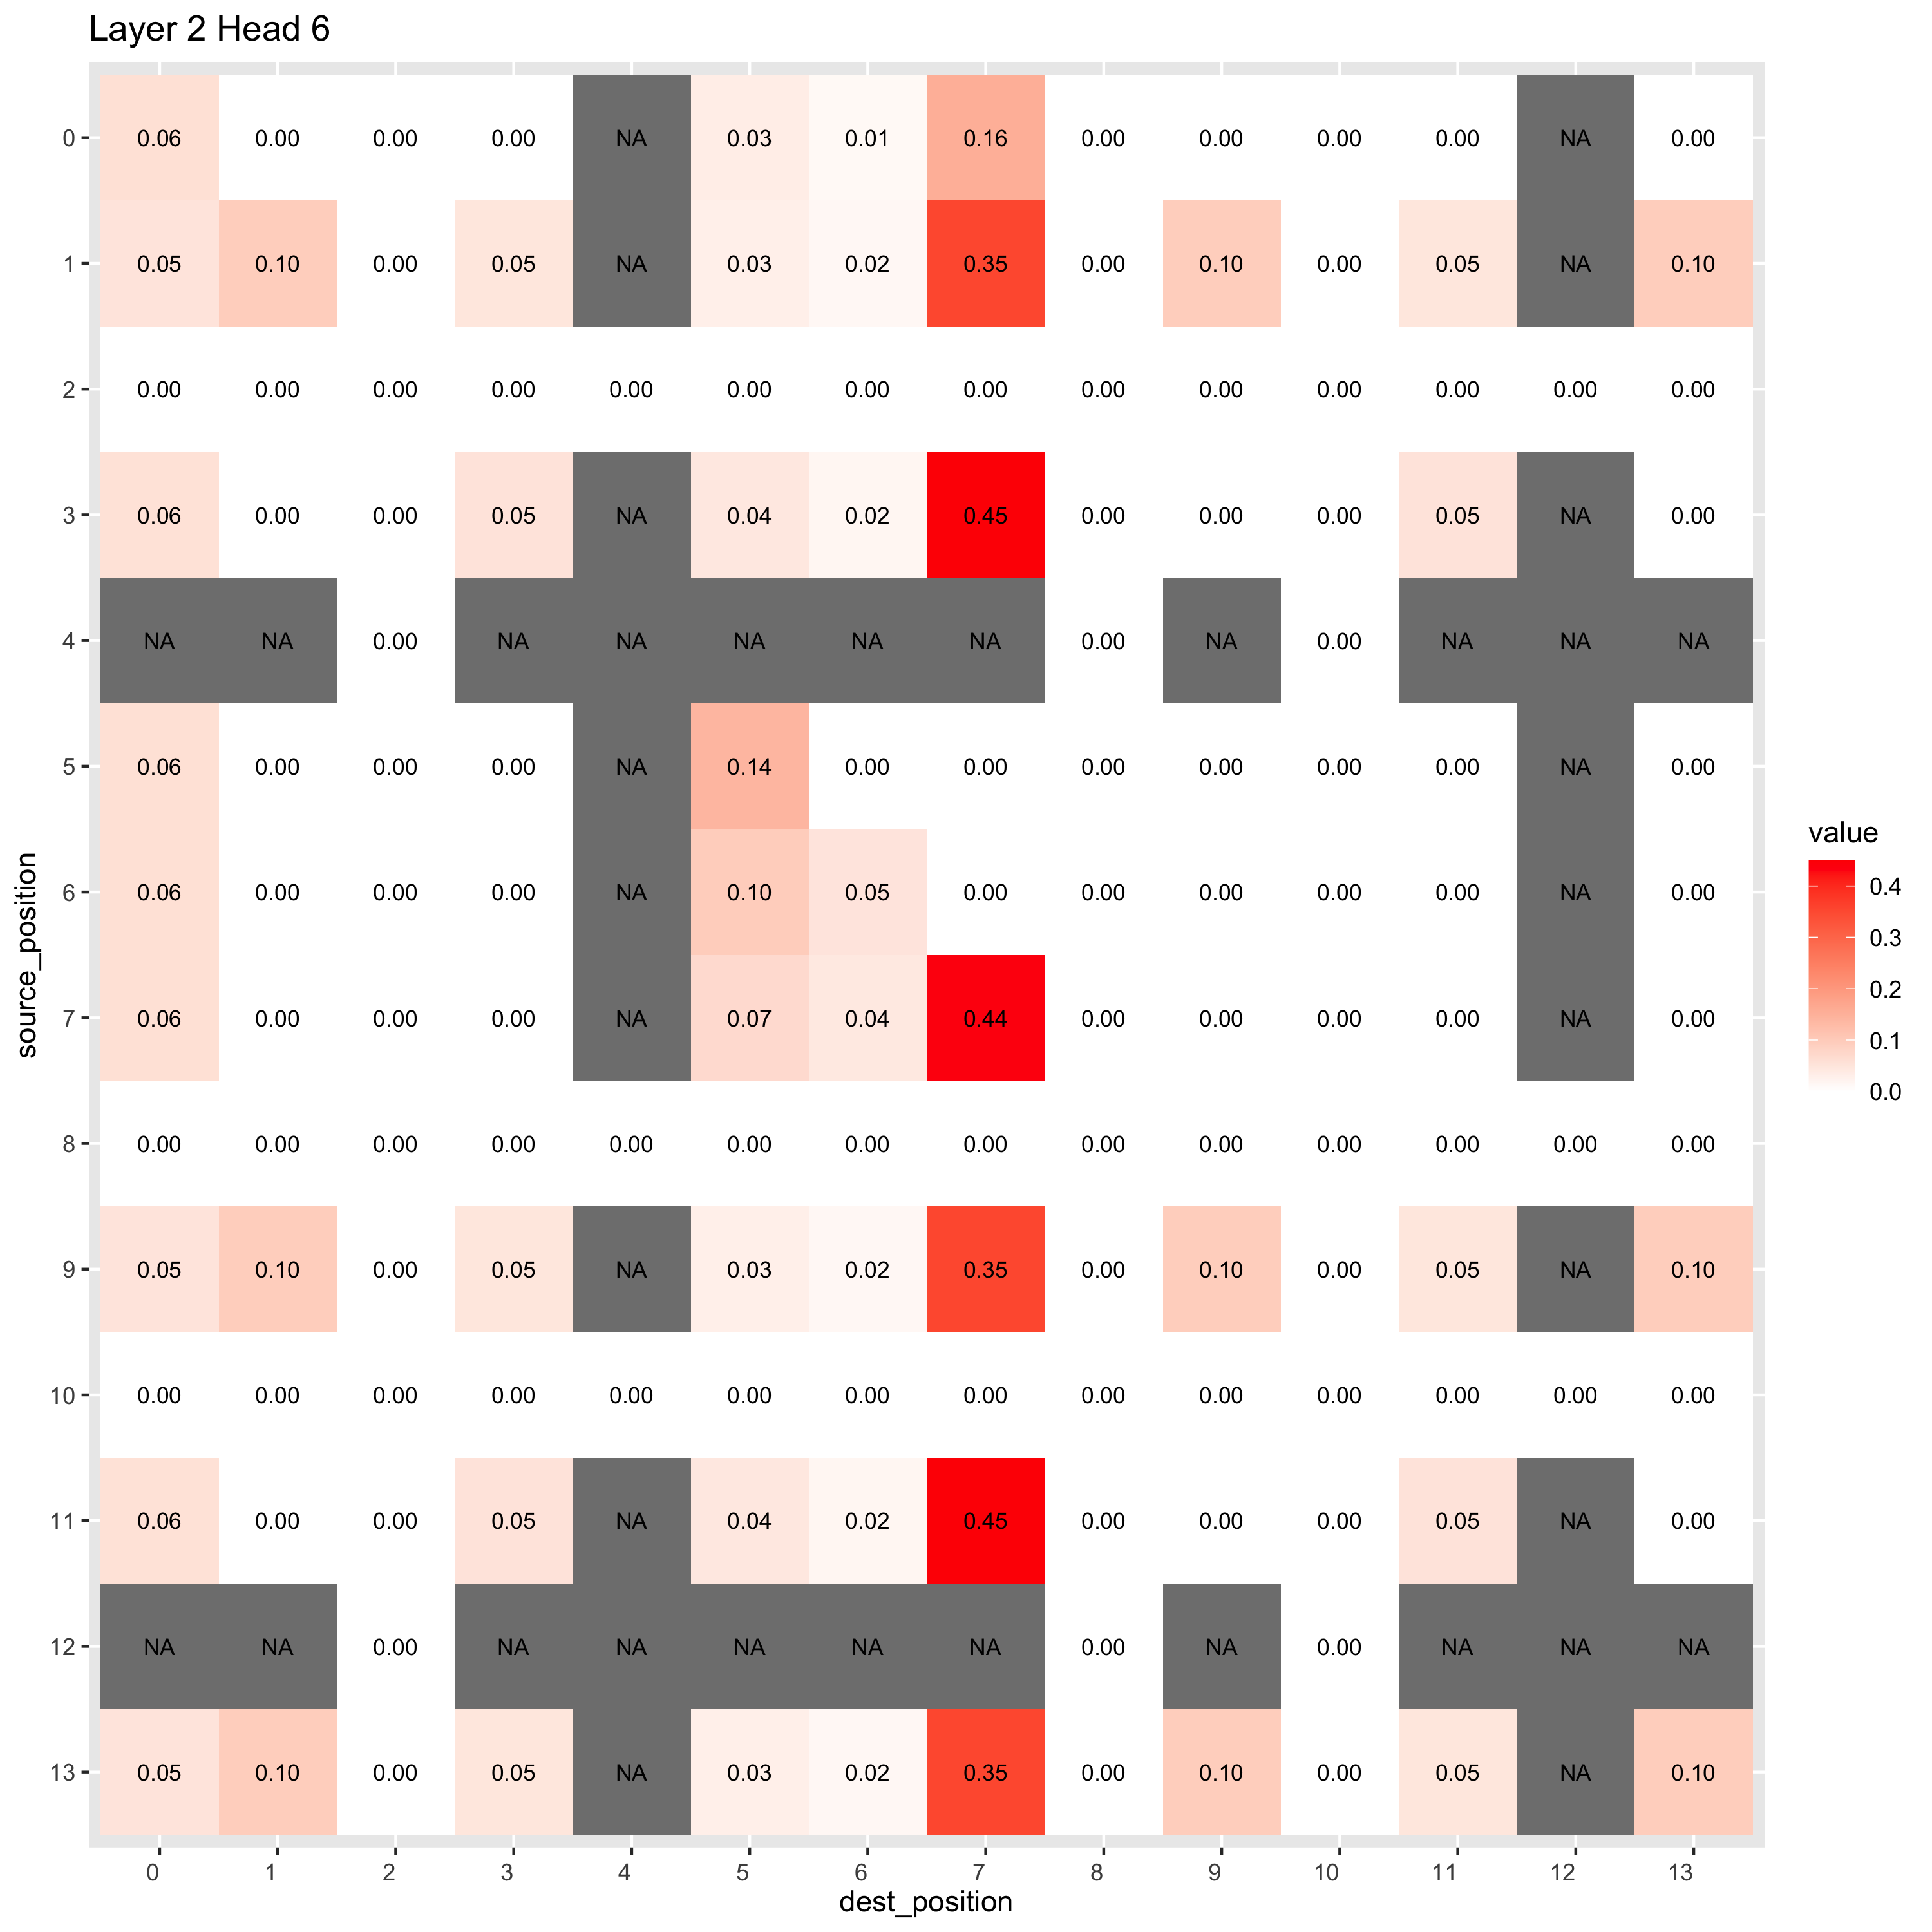 Layer 2 Head 6
0 0.06 0.00 0.00 0.00 NA 0.03 0.01 0.16 0.00 0.00 0.00 0.00 NA 0.00
1 0.05 0.10 0.00 0.05 NA 0.03 0.02 0.35 0.00 0.10 0.00 0.05 NA 0.10
2 0.00 0.00 0.00 0.00 0.00 0.00 0.00 0.00 0.00 0.00 0.00 0.00 0.00 0.00
3 0.06 0.00 0.00 0.05 NA 0.04 0.02 0.45 0.00 0.00 0.00 0.05 NA 0.00
4 NA NA 0.00 NA NA NA NA NA 0.00 NA 0.00 NA NA NA
5 0.06 0.00 0.00 0.00 NA 0.14 0.00 0.00 0.00 0.00 0.00 0.00 NA 0.00
6 0.06 0.00 0.00 0.00 NA 0.10 0.05 0.00 0.00 0.00 0.00 0.00 NA 0.00
7 0.06 0.00 0.00 0.00 NA 0.07 0.04 0.44 0.00 0.00 0.00 0.00 NA 0.00
8 0.00 0.00 0.00 0.00 0.00 0.00 0.00 0.00 0.00 0.00 0.00 0.00 0.00 0.00
9 0.05 0.10 0.00 0.05 NA 0.03 0.02 0.35 0.00 0.10 0.00 0.05 NA 0.10
10 0.00 0.00 0.00 0.00 0.00 0.00 0.00 0.00 0.00 0.00 0.00 0.00 0.00 0.00
11 0.06 0.00 0.00 0.05 NA 0.04 0.02 0.45 0.00 0.00 0.00 0.05 NA 0.00
12 NA NA 0.00 NA NA NA NA NA 0.00 NA 0.00 NA NA NA
13 0.05 0.10 0.00 0.05 NA 0.03 0.02 0.35 0.00 0.10 0.00 0.05 NA 0.10
0 1 2 3 4 5 6 7 8 9 10 11 12 13
dest_position
source_position
value
0.4
0.3
0.2
0.1
0.0